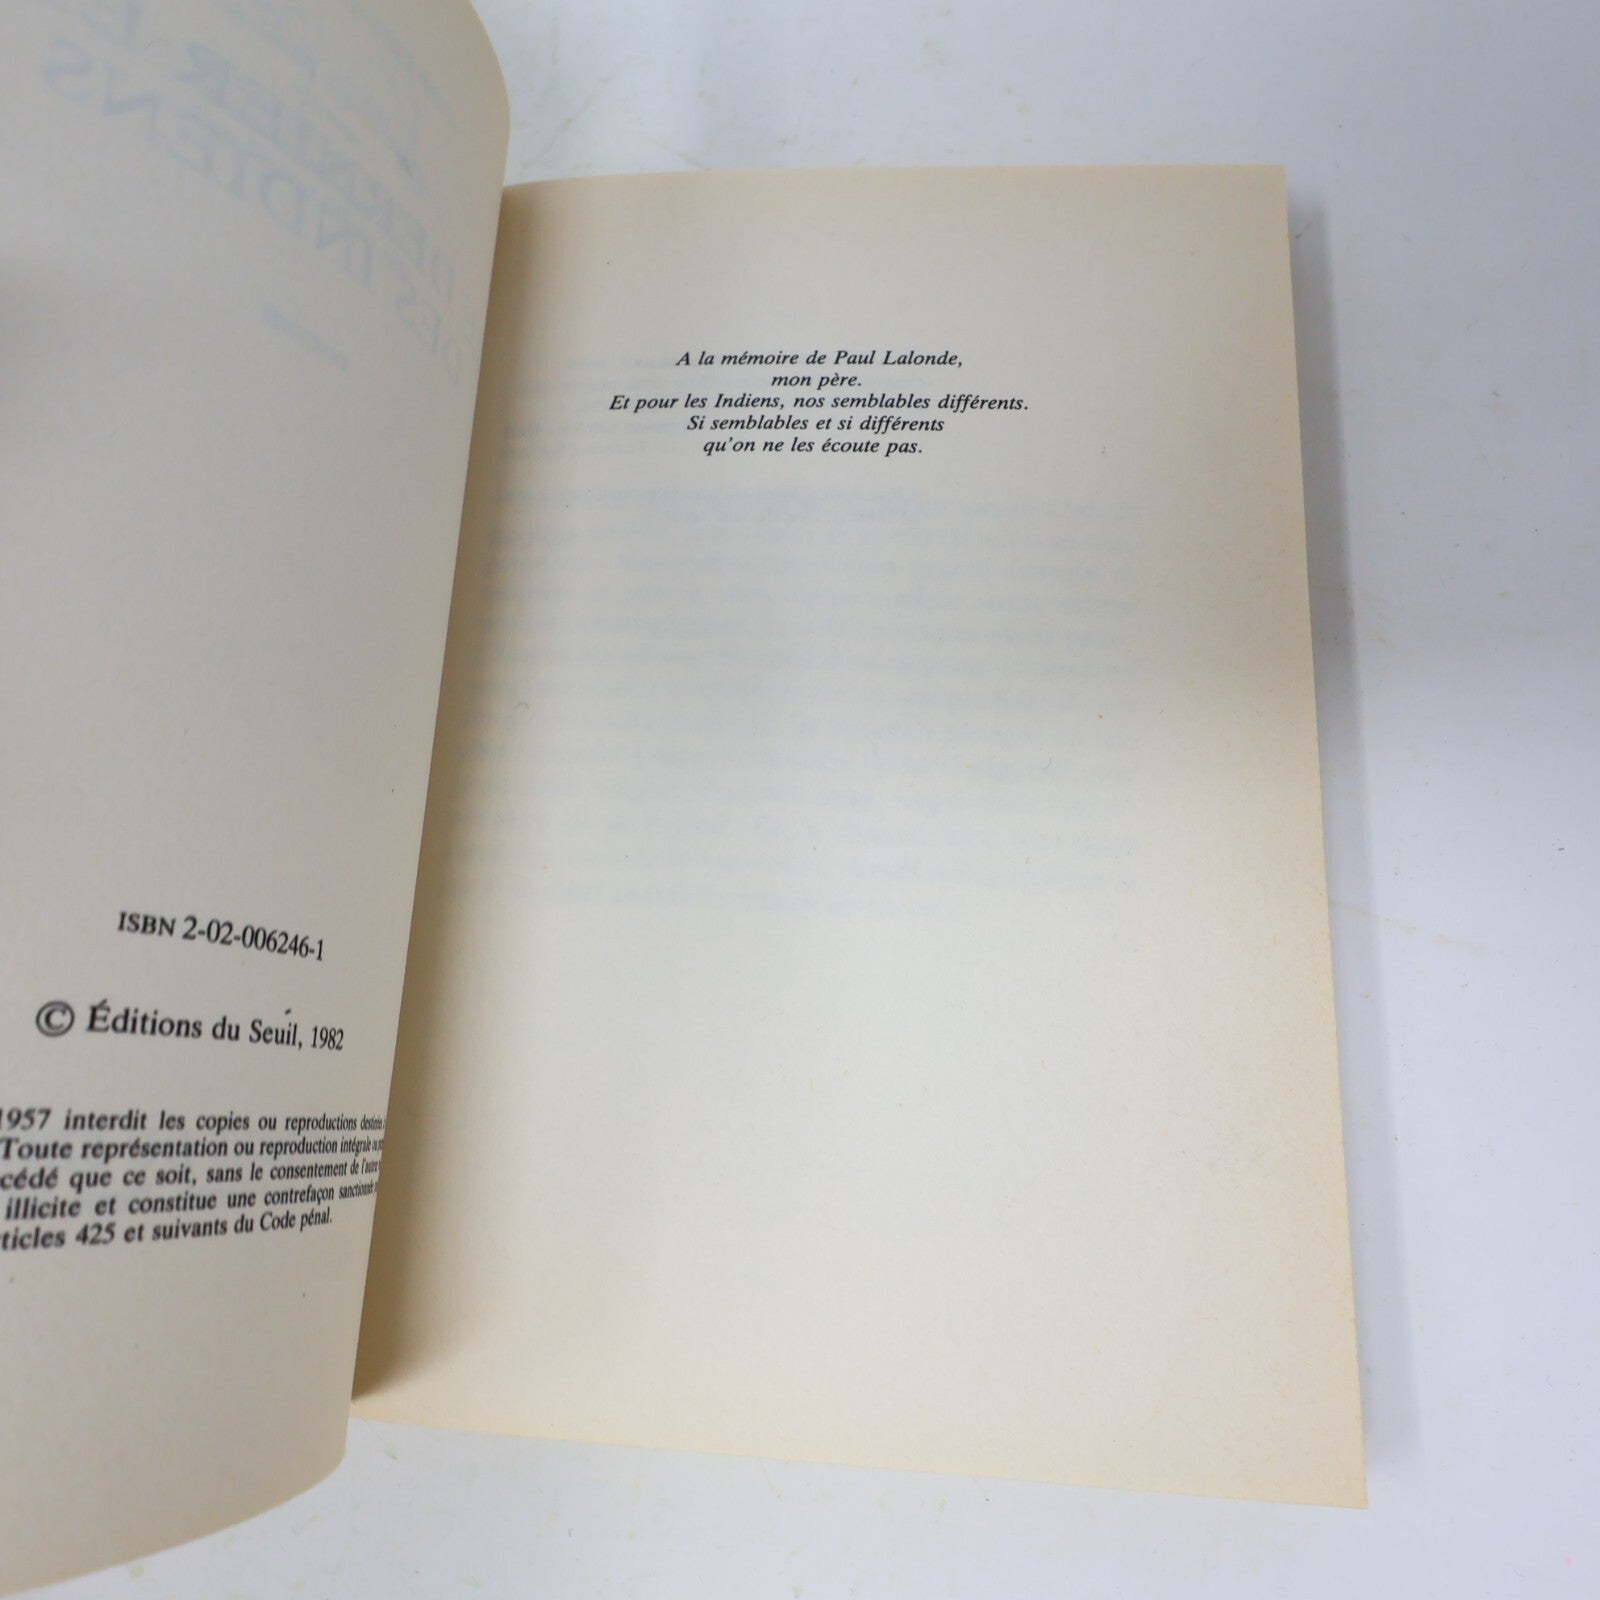 ISBN 2-02-006246-1
© Éditions du Seuil, 1982
1957 interdit les copies ou reproductions destinées
Toute représentation ou reproduction intégrale ou
cédé que ce soit, sans le consentement de l'auteur
illicite et constitue une contrefaçon sanctionnée
ticles 425 et suivants du Code pénal.
A la mémoire de Paul Lalonde,
mon père.
Et pour les Indiens, nos semblables différents.
Si semblables et si différents
qu'on ne les écoute pas.